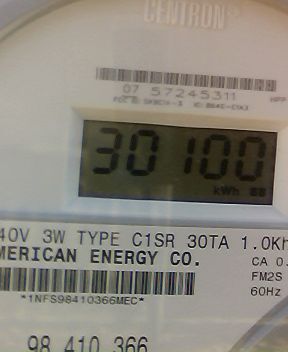 CENTRON®
07 57245311
30100
kWh
40V 3W TYPE C1SR 30TA 1.0Kh
MERICAN ENERGY CO.
CA 0.
FM2S
60Hz
*1NFS98410366MEC*
98 410 366